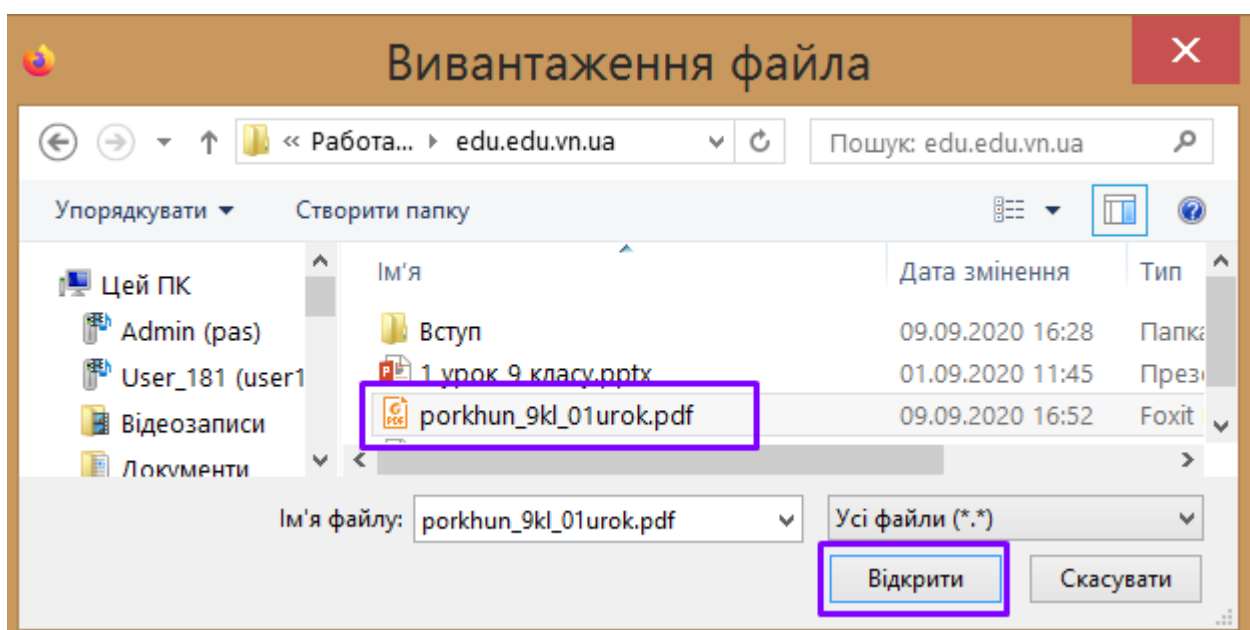 Вивантаження файла
« Работа... edu.edu.vn.ua Пошук: edu.edu.vn.ua
Упорядкувати Створити папку
Цей ПК
Admin (pas)
User_181 (user1
Відеозаписи
Документи
Ім'я Дата змінення Тип
Вступ 09.09.2020 16:28 Папка
1 урок 9 класу.pptx 01.09.2020 11:45 През
porkhun_9kl_01urok.pdf 09.09.2020 16:52 Foxit
Ім'я файлу: porkhun_9kl_01urok.pdf Усі файли (*.*)
Відкрити Скасувати